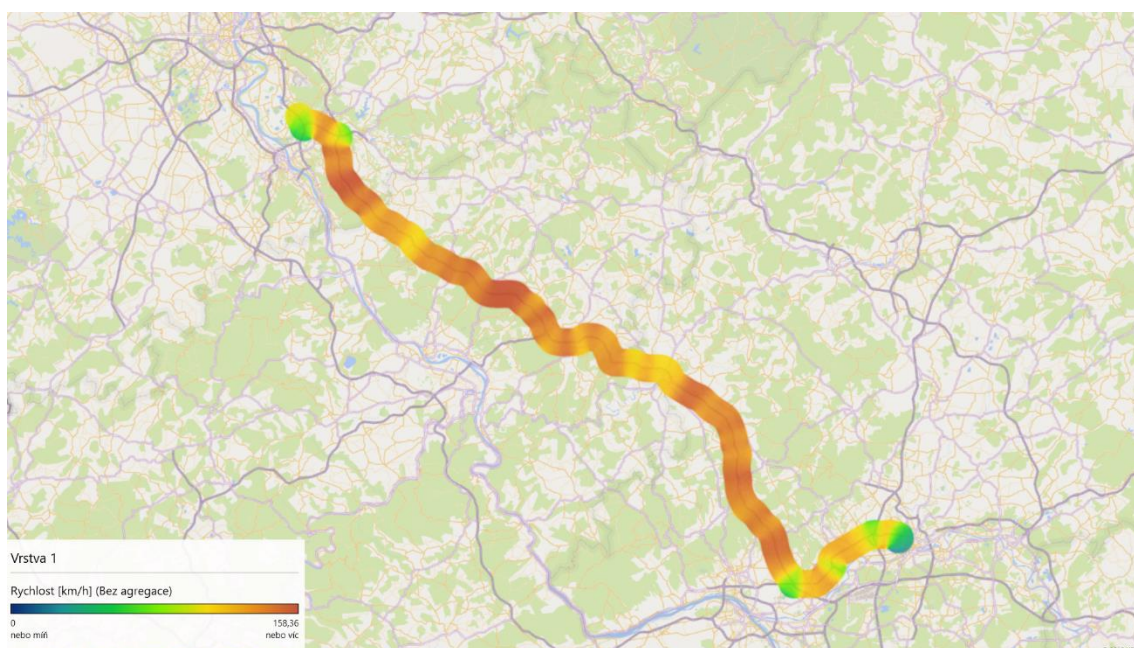 Vrstva 1
Rychlost [km/h] (Bez agregace)
0
158,36
nebo míň
nebo víc